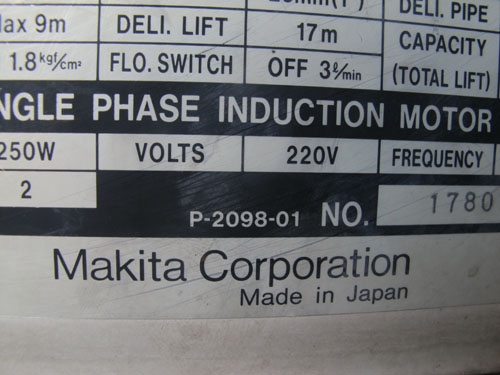 DELI. PIPE
Max 9m DELI. LIFT 17m CAPACITY
1.8kgf/cm² FLO. SWITCH OFF 3ℓ/min (TOTAL LIFT)
NGLE PHASE INDUCTION MOTOR
250W VOLTS 220V FREQUENCY
2
P-2098-01 NO. 1780
Makita Corporation
Made in Japan